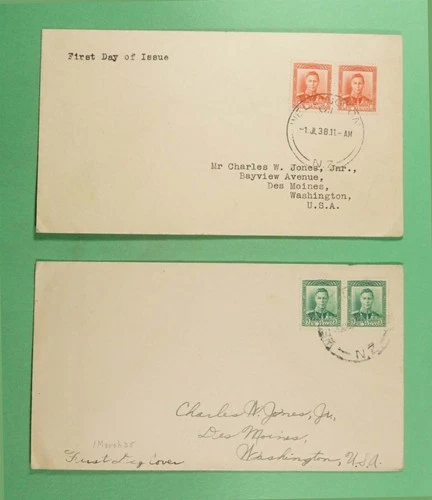 First Day of Issue
WELLINGTON
-1 JL 38 11-AM
N.Z
Mr Charles W. Jones, Jnr.,
Bayview Avenue,
Des Moines,
Washington,
U.S.A.
N.Z
Charles W. Jones, Jr.,
Des Moines,
Washington, U.S.A.
1 March 38
First Day Cover